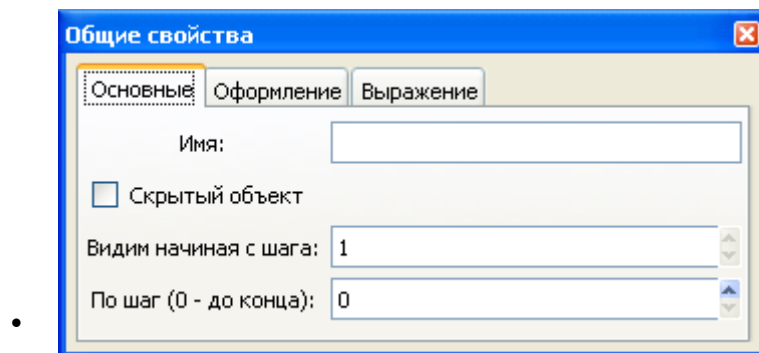 Общие свойства
Основные Оформление Выражение
Имя:
Скрытый объект
Видим начиная с шага: 1
По шаг (0 - до конца): 0